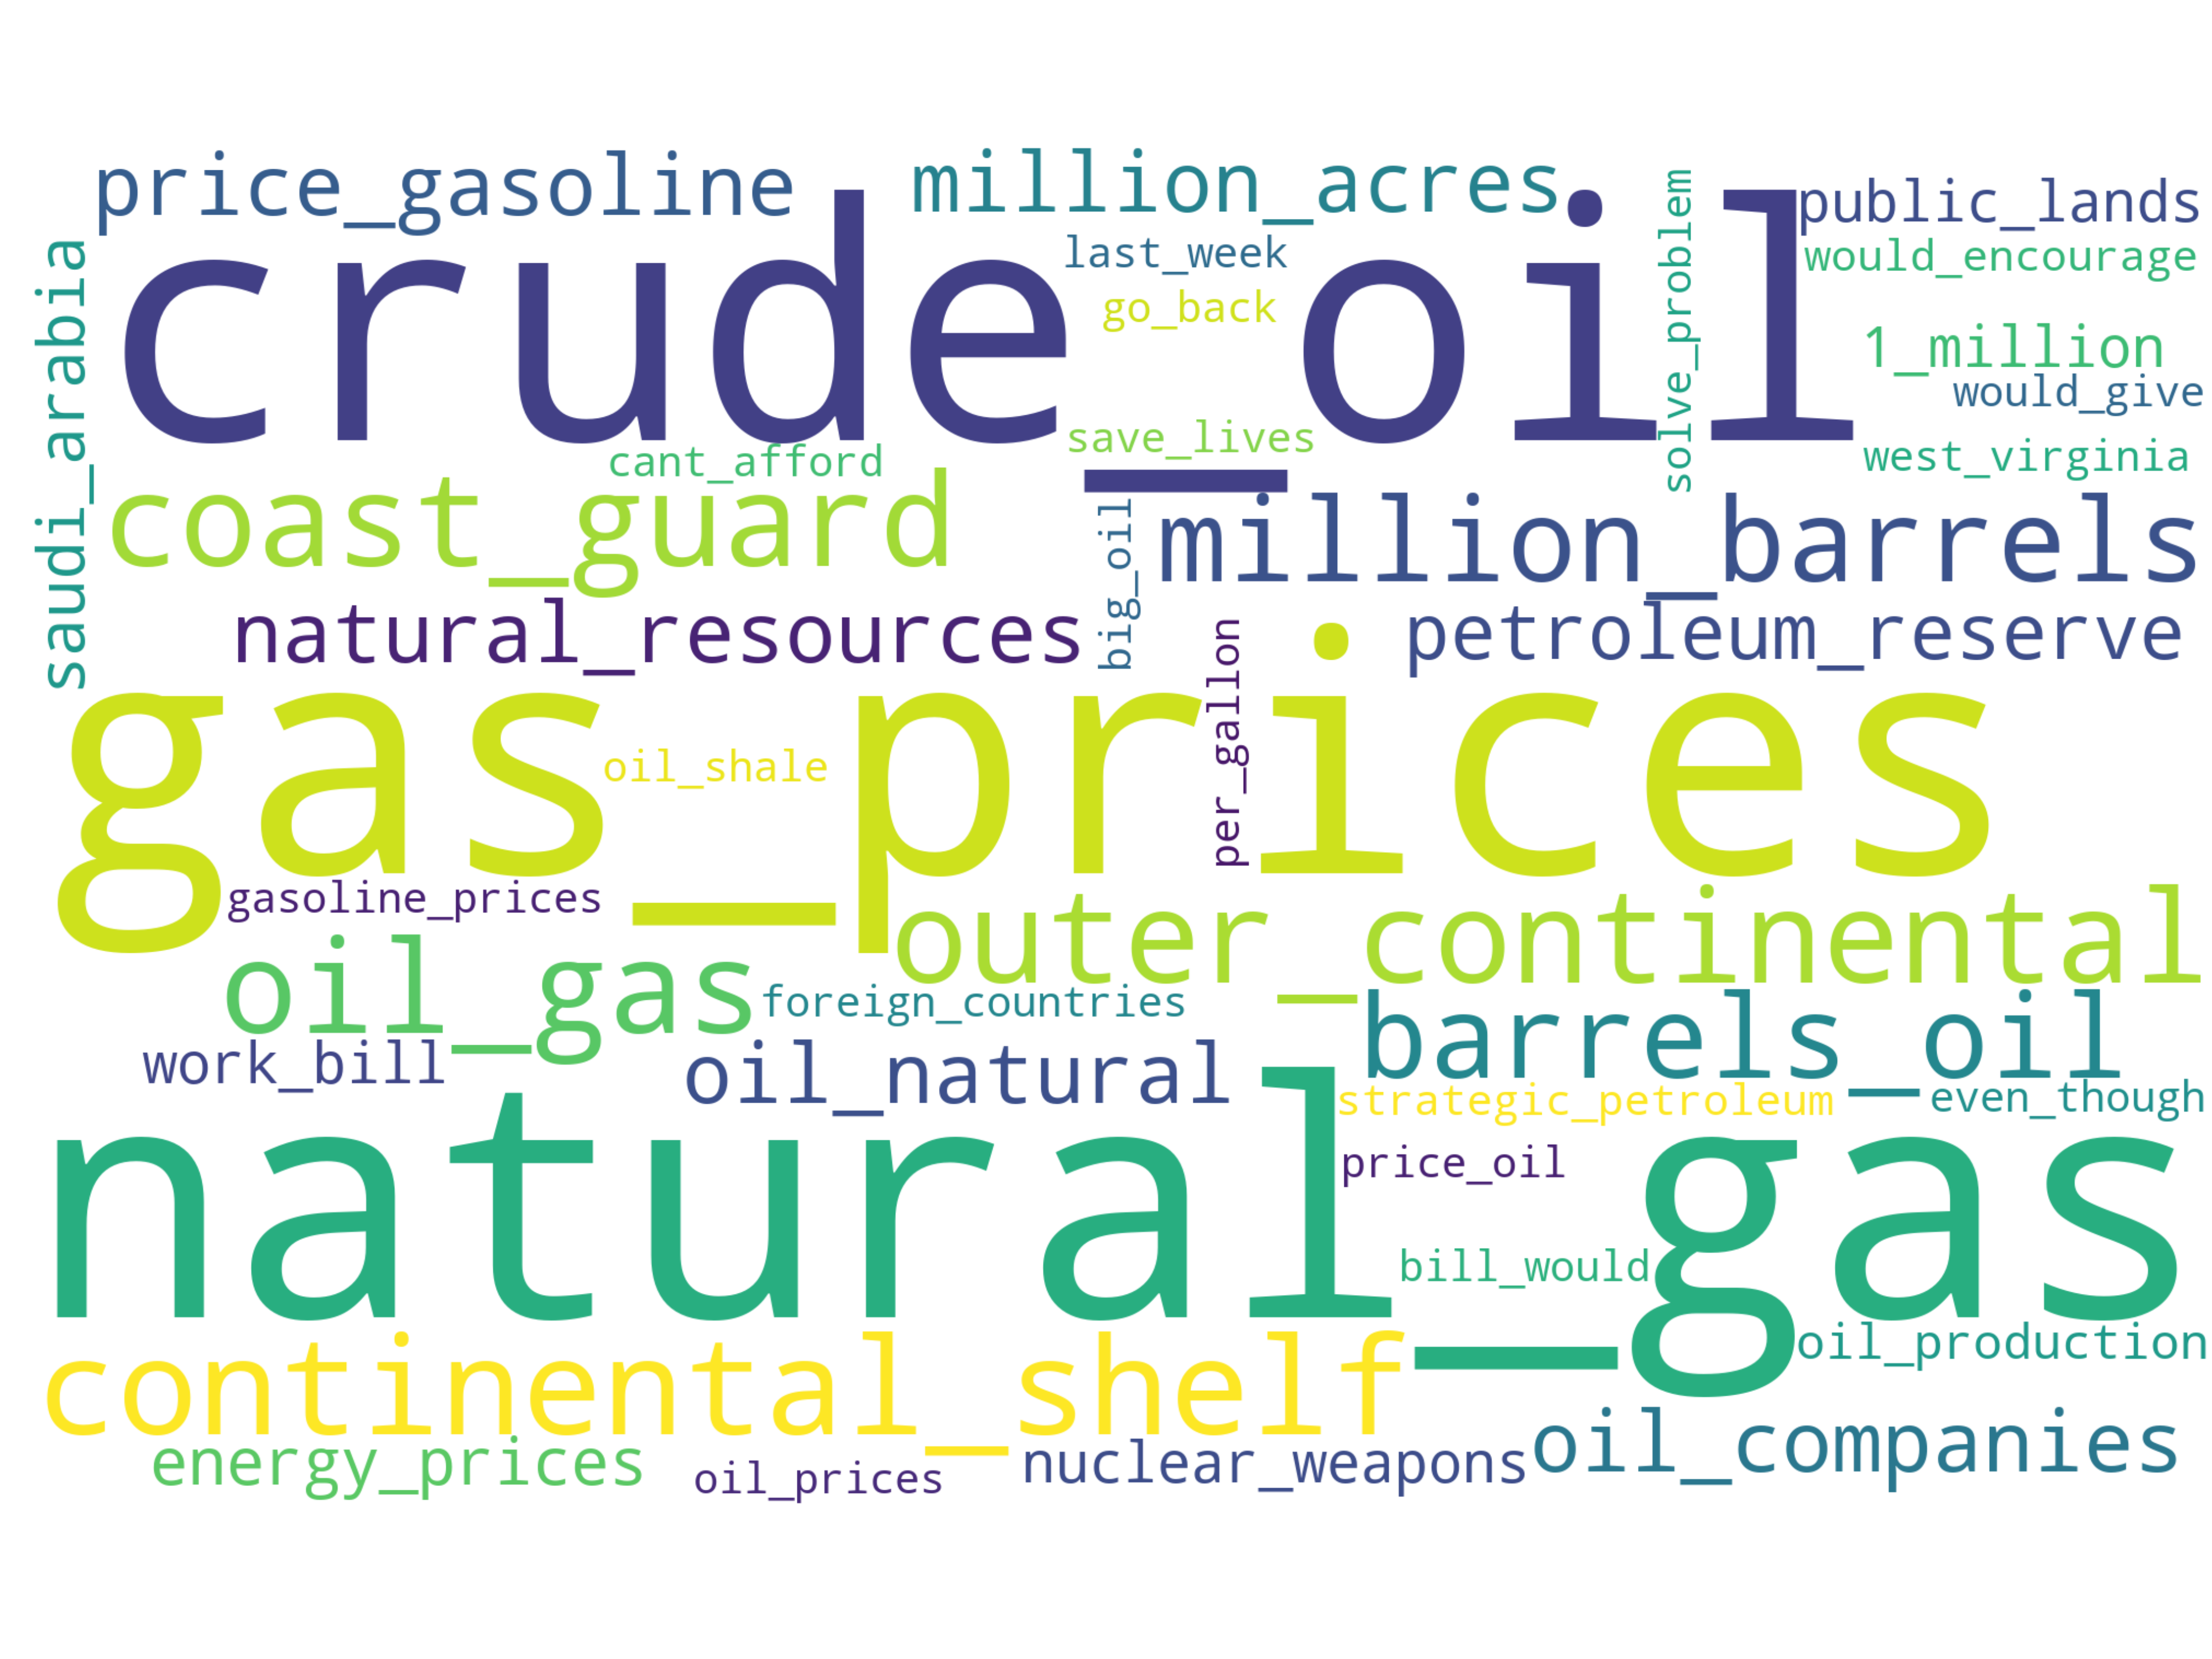 price_gasoline
million_acres
public_lands
last_week
would_encourage
saudi_arabia
crude_oil
go_back
solve_problem
1_million
would_give
save_lives
cant_afford
west_virginia
coast_guard
big_oil
million_barrels
natural_resources
per_gallon
petroleum_reserve
gas_prices
oil_shale
gasoline_prices
outer_continental
oil_gas
foreign_countries
barrels_oil
work_bill
oil_natural
strategic_petroleum
even_though
natural_gas
price_oil
bill_would
oil_production
continental_shelf
energy_prices
oil_prices
nuclear_weapons
oil_companies